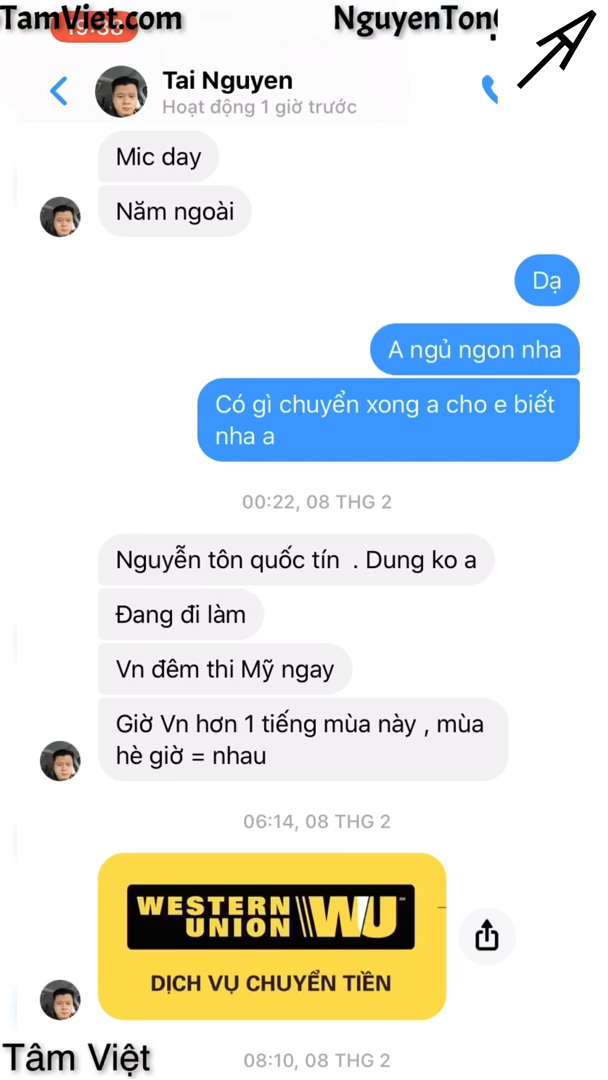 TamViet.com
NguyenTon
19:38
Tai Nguyen
Hoạt động 1 giờ trước
Mic day
Năm ngoài
Dạ
A ngủ ngon nha
Có gì chuyển xong a cho e biết
nha a
00:22, 08 THG 2
Nguyễn tôn quốc tín . Dung ko a
Đang đi làm
Vn đêm thi Mỹ ngay
Giờ Vn hơn 1 tiếng mùa này , mùa
hè giờ = nhau
06:14, 08 THG 2
WESTERN
UNION
WU
DỊCH VỤ CHUYỂN TIỀN
Tâm Việt
08:10, 08 THG 2